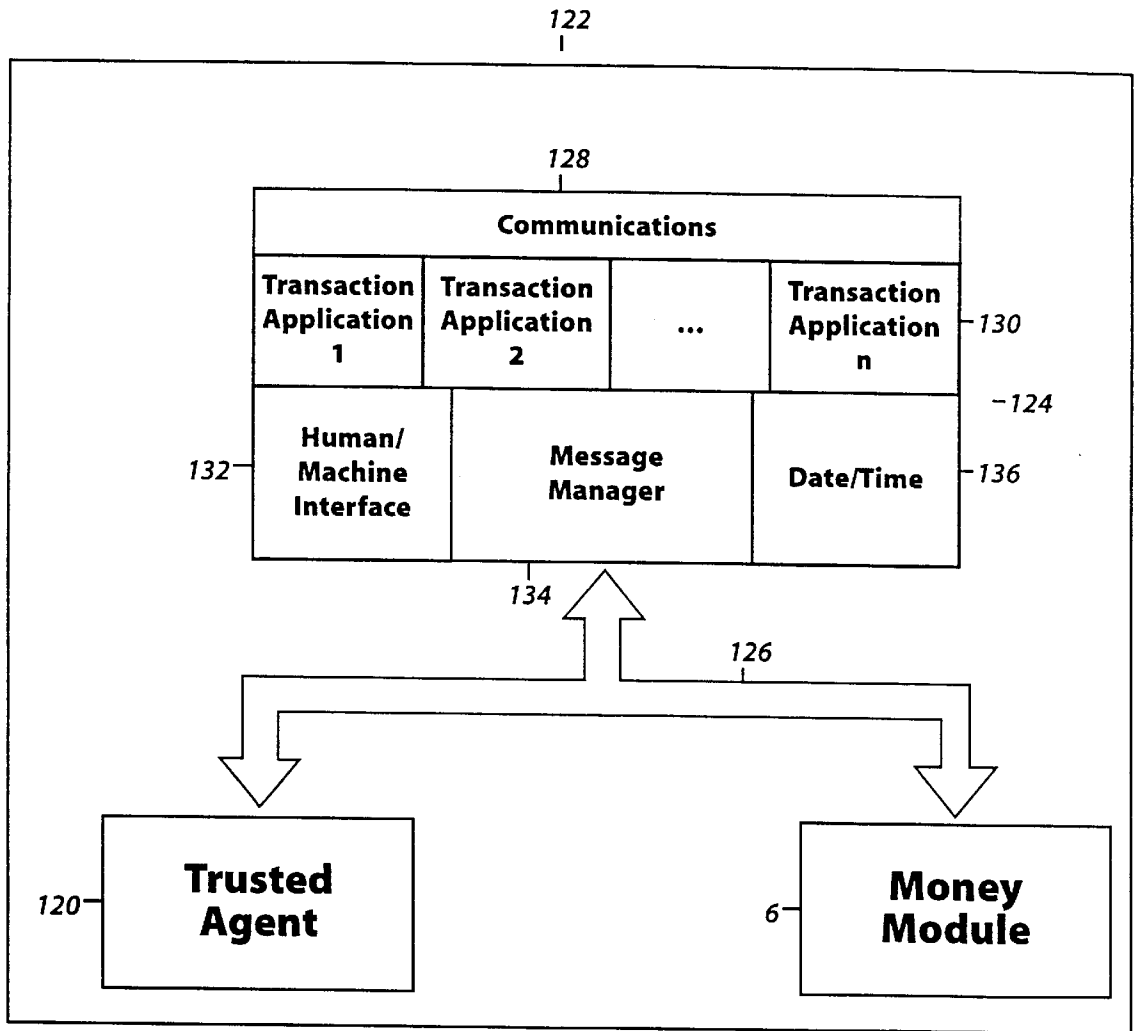 122
128
Communications
Transaction
Application
1
Transaction
Application
2
...
Transaction
Application
n
130
124
132
Human/
Machine
Interface
Message
Manager
Date/Time
136
134
126
120
Trusted
Agent
6
Money
Module